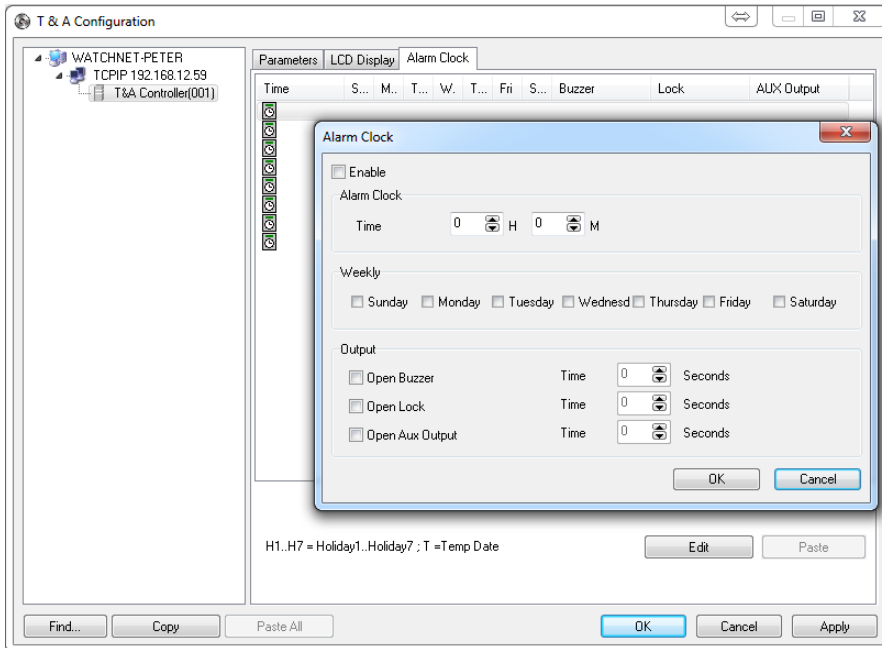 T & A Configuration
WATCHNET-PETER
TCPIP 192.168.12.59
T&A Controller(001)
Parameters LCD Display Alarm Clock
Time S... M.. T... W. T... Fri S... Buzzer Lock AUX Output
Alarm Clock
Enable
Alarm Clock
Time 0 H 0 M
Weekly
Sunday Monday Tuesday Wednesd Thursday Friday Saturday
Output
Open Buzzer Time 0 Seconds
Open Lock Time 0 Seconds
Open Aux Output Time 0 Seconds
OK Cancel
H1..H7 = Holiday1..Holiday7 ; T =Temp Date
Edit Paste
Find... Copy Paste All OK Cancel Apply